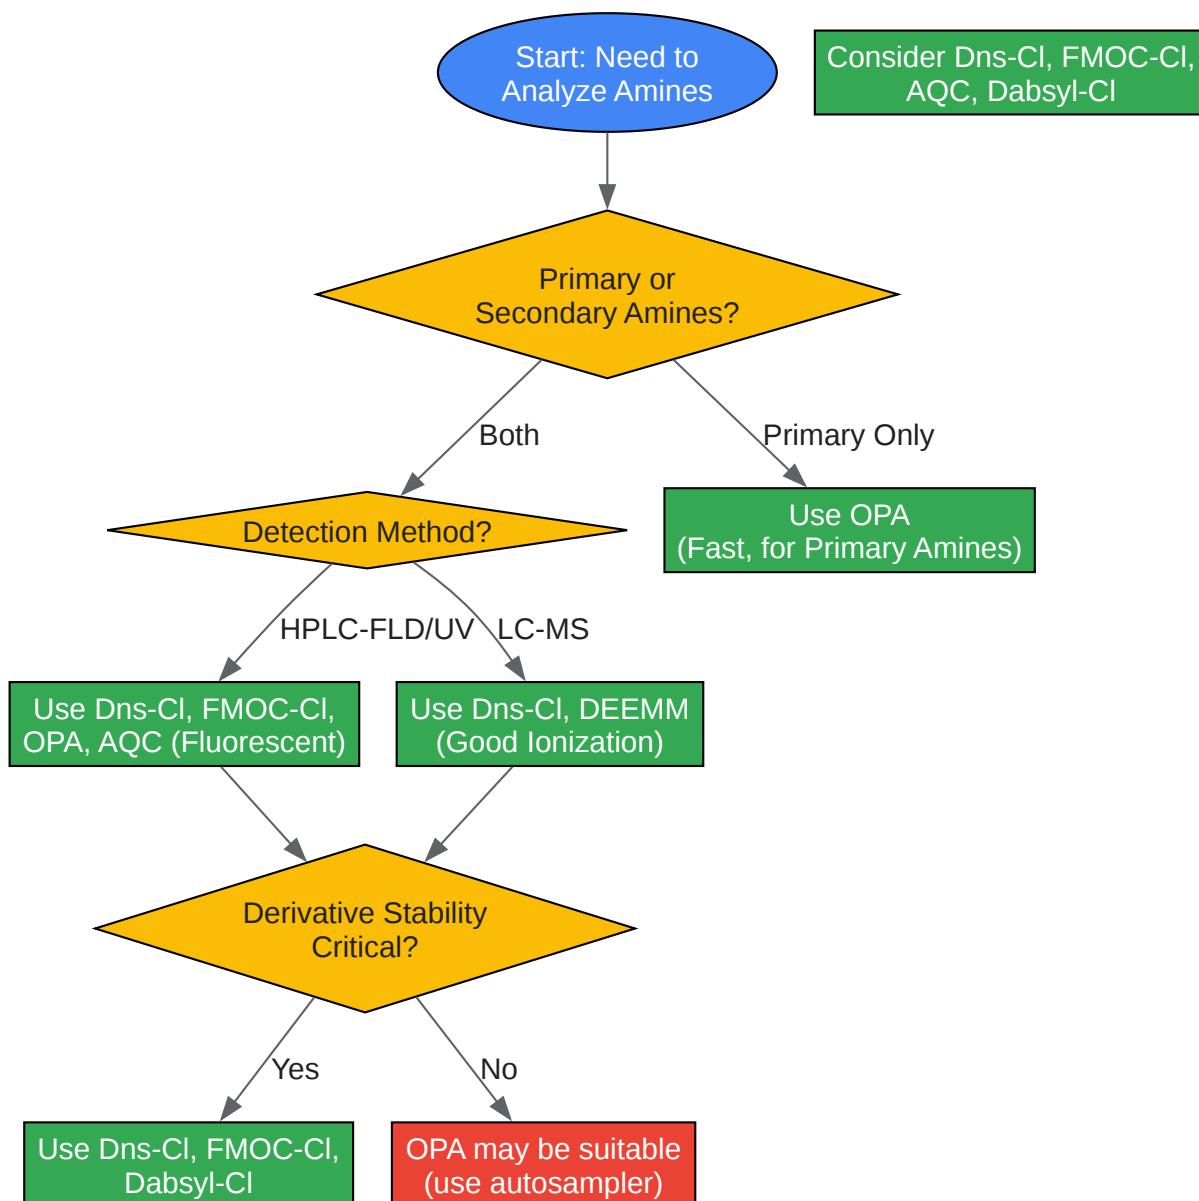 Start: Need to
Analyze Amines
Consider Dns-Cl, FMOC-Cl,
AQC, Dabsyl-Cl
Primary or
Secondary Amines?
Both
Primary Only
Detection Method?
Use OPA
(Fast, for Primary Amines)
HPLC-FLD/UV
LC-MS
Use Dns-Cl, FMOC-Cl,
OPA, AQC (Fluorescent)
Use Dns-Cl, DEEMM
(Good Ionization)
Derivative Stability
Critical?
Yes
No
Use Dns-Cl, FMOC-Cl,
Dabsyl-Cl
OPA may be suitable
(use autosampler)